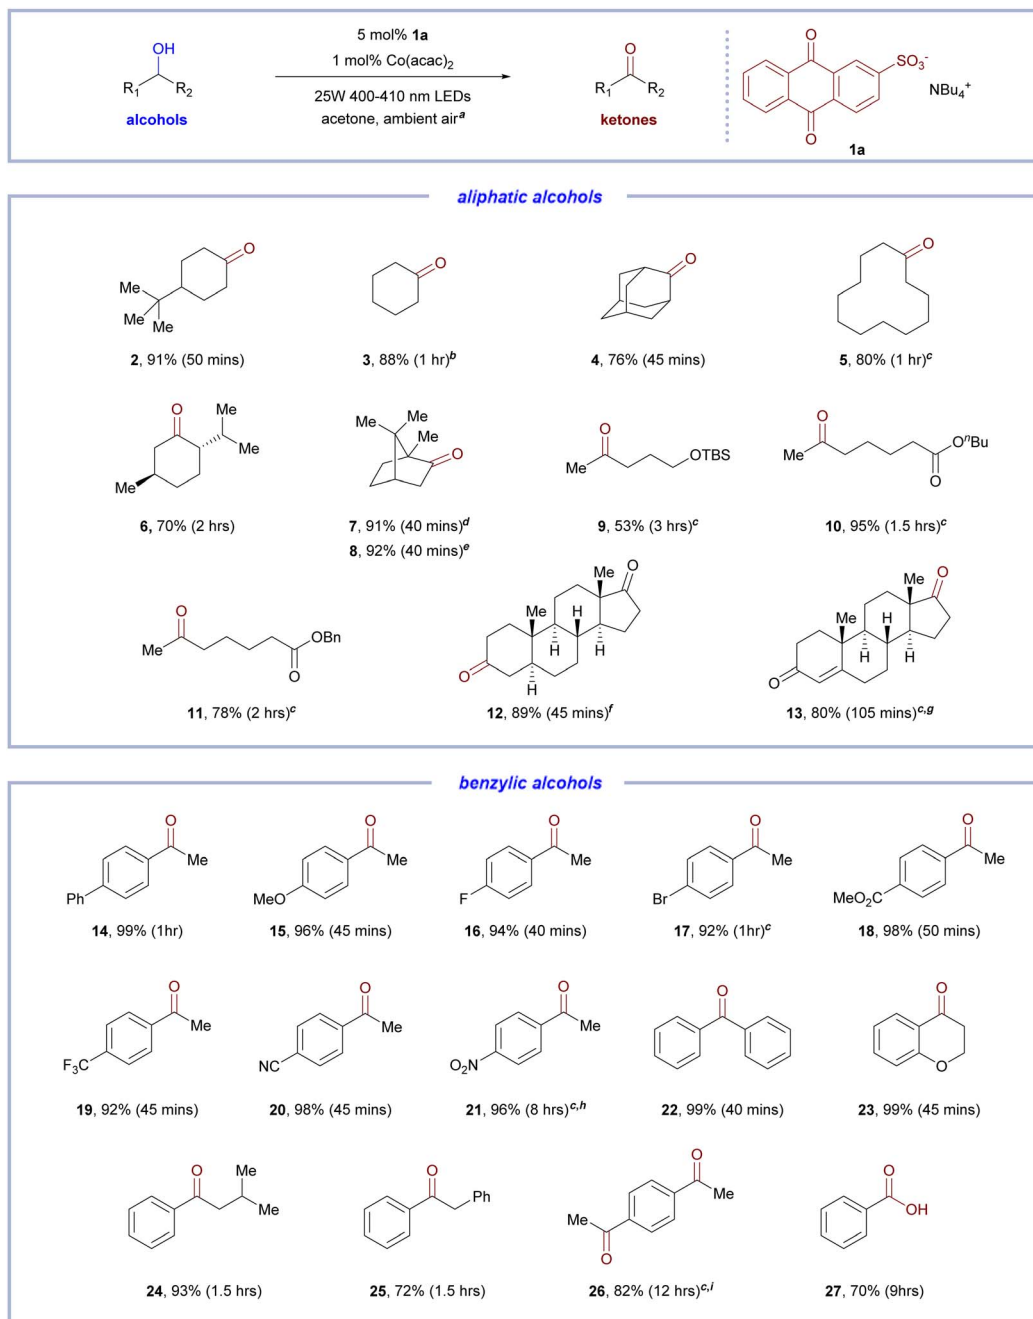 OH
R1 R2
alcohols
5 mol% 1a
1 mol% Co(acac)2
25W 400-410 nm LEDs
acetone, ambient air^a
O
R1 R2
ketones
O
SO3-
O
NBu4+
1a
aliphatic alcohols
O
Me
Me
Me
2, 91% (50 mins)
O
3, 88% (1 hr)^b
O
4, 76% (45 mins)
O
5, 80% (1 hr)^c
O
Me
Me
Me
6, 70% (2 hrs)
Me
Me
Me
O
7, 91% (40 mins)^d
8, 92% (40 mins)^e
O
Me
OTBS
9, 53% (3 hrs)^c
O
Me
O^nBu
O
10, 95% (1.5 hrs)^c
O
Me
OBn
O
11, 78% (2 hrs)^c
O
Me
Me
H
H
H
O
H
12, 89% (45 mins)^f
O
Me
Me
H
H
H
O
13, 80% (105 mins)^c,g
benzylic alcohols
O
Me
Ph
14, 99% (1hr)
O
Me
MeO
15, 96% (45 mins)
O
Me
F
16, 94% (40 mins)
O
Me
Br
17, 92% (1hr)^c
O
Me
MeO2C
18, 98% (50 mins)
O
Me
F3C
19, 92% (45 mins)
O
Me
NC
20, 98% (45 mins)
O
Me
O2N
21, 96% (8 hrs)^c,h
O
22, 99% (40 mins)
O
O
23, 99% (45 mins)
O
Me
Me
24, 93% (1.5 hrs)
O
Ph
25, 72% (1.5 hrs)
O
Me
Me
O
26, 82% (12 hrs)^c,i
O
OH
27, 70% (9hrs)